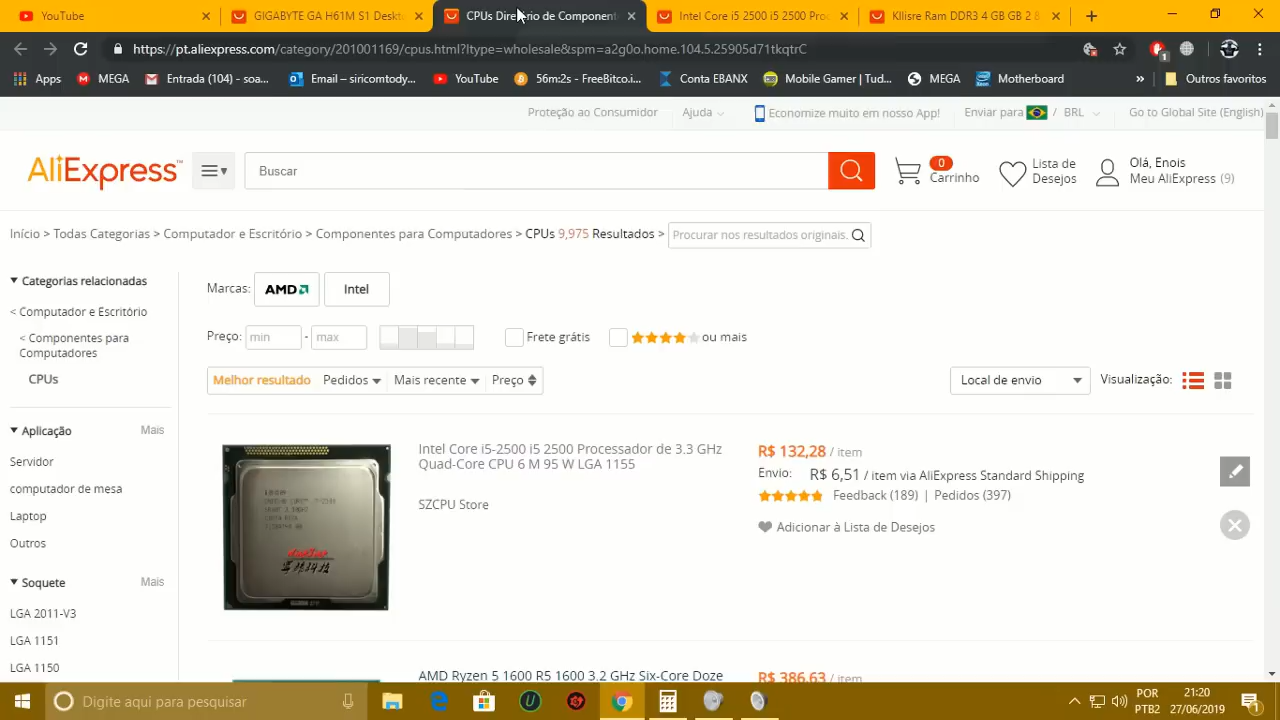 YouTube
GIGABYTE GA H61M S1 Deskt
CPUs Diretório de Component
Intel Core i5 2500 i5 2500 Proc
Kllisre Ram DDR3 4 GB GB 2 8
https://pt.aliexpress.com/category/201001169/cpus.html?ltype=wholesale&spm=a2g0o.home.104.5.25905d71tkqtrC
1
Apps
MEGA
Entrada (104) - soa...
Email – siricomtody...
YouTube
56m2s - FreeBitco.i...
Conta EBANX
Mobile Gamer | Tud...
MEGA
Motherboard
»
Outros favoritos
Proteção ao Consumidor
Ajuda
Economize muito em nosso App!
Enviar para / BRL
Go to Global Site (English)
AliExpress™
Buscar
0
Carrinho
Lista de
Desejos
Olá, Enois
Meu AliExpress (9)
Início > Todas Categorias > Computador e Escritório > Componentes para Computadores > CPUs 9,975 Resultados >
Procurar nos resultados originais.
Categorias relacionadas
< Computador e Escritório
< Componentes para
Computadores
CPUs
Aplicação Mais
Servidor
computador de mesa
Laptop
Outros
Soquete Mais
LGA 2011-V3
LGA 1151
LGA 1150
Marcas: AMD Intel
Preço: min - max
Frete grátis
ou mais
Melhor resultado Pedidos Mais recente Preço
Local de envio
Visualização:
Intel Core i5-2500 i5 2500 Processador de 3.3 GHz
Quad-Core CPU 6 M 95 W LGA 1155
SZCPU Store
R$ 132,28 / item
Envio: R$ 6,51 / item via AliExpress Standard Shipping
Feedback (189) | Pedidos (397)
Adicionar à Lista de Desejos
AMD Ryzen 5 1600 R5 1600 3.2 GHz Six-Core Doze
R$ 386,63 / item
Digite aqui para pesquisar
POR
PTB2
21:20
27/06/2019
1